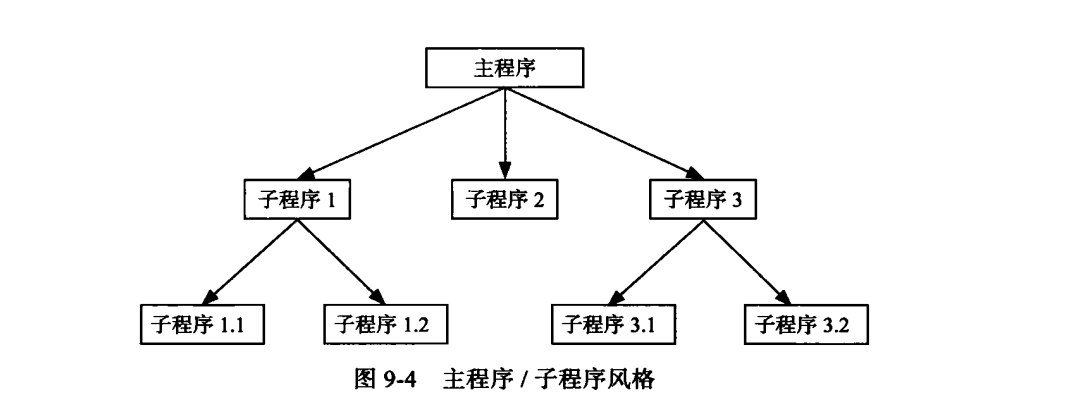 主程序
子程序 1
子程序 2
子程序 3
子程序 1.1
子程序 1.2
子程序 3.1
子程序 3.2
图 9-4 主程序 / 子程序风格